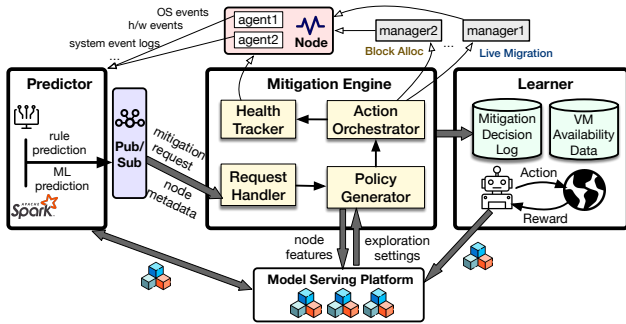 OS events
h/w events
system event logs
...
agent1
agent2
Node
manager2
manager1
Block Alloc
...
Live Migration
Predictor
rule
prediction
ML
prediction
APACHE
Spark
Pub/
Sub
mitigation
request
node
metadata
Mitigation Engine
Health
Tracker
Action
Orchestrator
Request
Handler
Policy
Generator
Learner
Mitigation
Decision
Log
VM
Availability
Data
Action
Reward
node
features
exploration
settings
Model Serving Platform